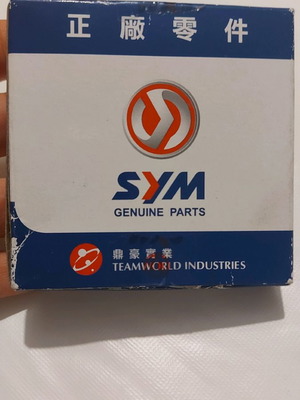 正廠零件
SYM
GENUINE PARTS
鼎豪實業
TEAMWORLD INDUSTRIES